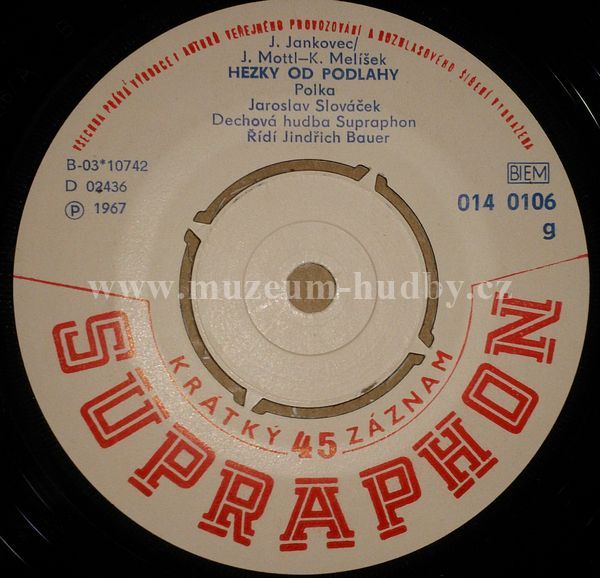 VŠECHNA PRÁVA VÝROBCE I AUTORŮ VEŘEJNÉHO PROVOZOVÁNÍ A ROZHLASOVÉHO ŠÍŘENÍ VYHRAŽENA
J. Jankovec/
J. Mottl—K. Melíšek
HEZKY OD PODLAHY
Polka
Jaroslav Slováček
Dechová hudba Supraphon
Řídí Jindřich Bauer
B-03*10742
D 02436
Ⓟ 1967
BIEM
014 0106
g
www.muzeum-hudby.cz
KRÁTKÝ 45 ZÁZNAM
SUPRAPHON